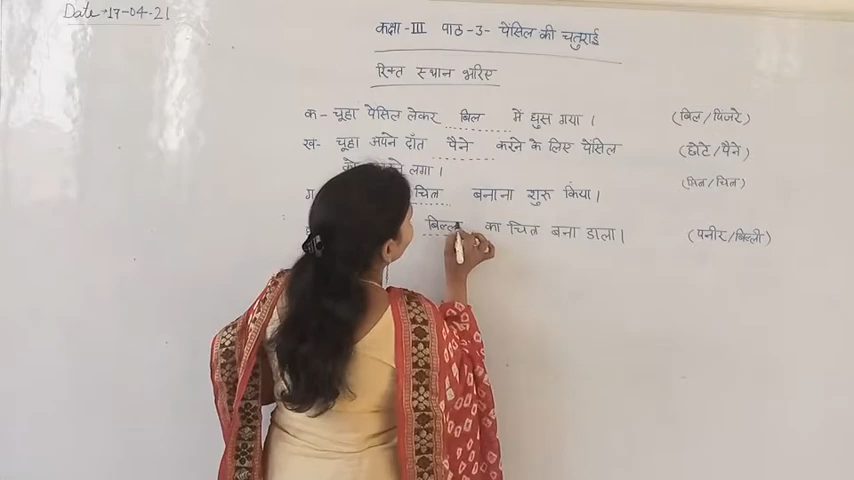 Date→17-04-21
कक्षा-III पाठ-3- पेंसिल की चतुराई
रिक्त स्थान भरिए
क- चूहा पेंसिल लेकर बिल में घुस गया। (बिल/पिंजरे)
ख- चूहा अपने दाँत पैने करने के लिए पेंसिल (छोटे/पैने)
लगा।
ग चित्र बनाना शुरु किया। (मित्र/चित्र)
बिल्ल का चित्र बना डाला। (पनीर/बिल्ली)